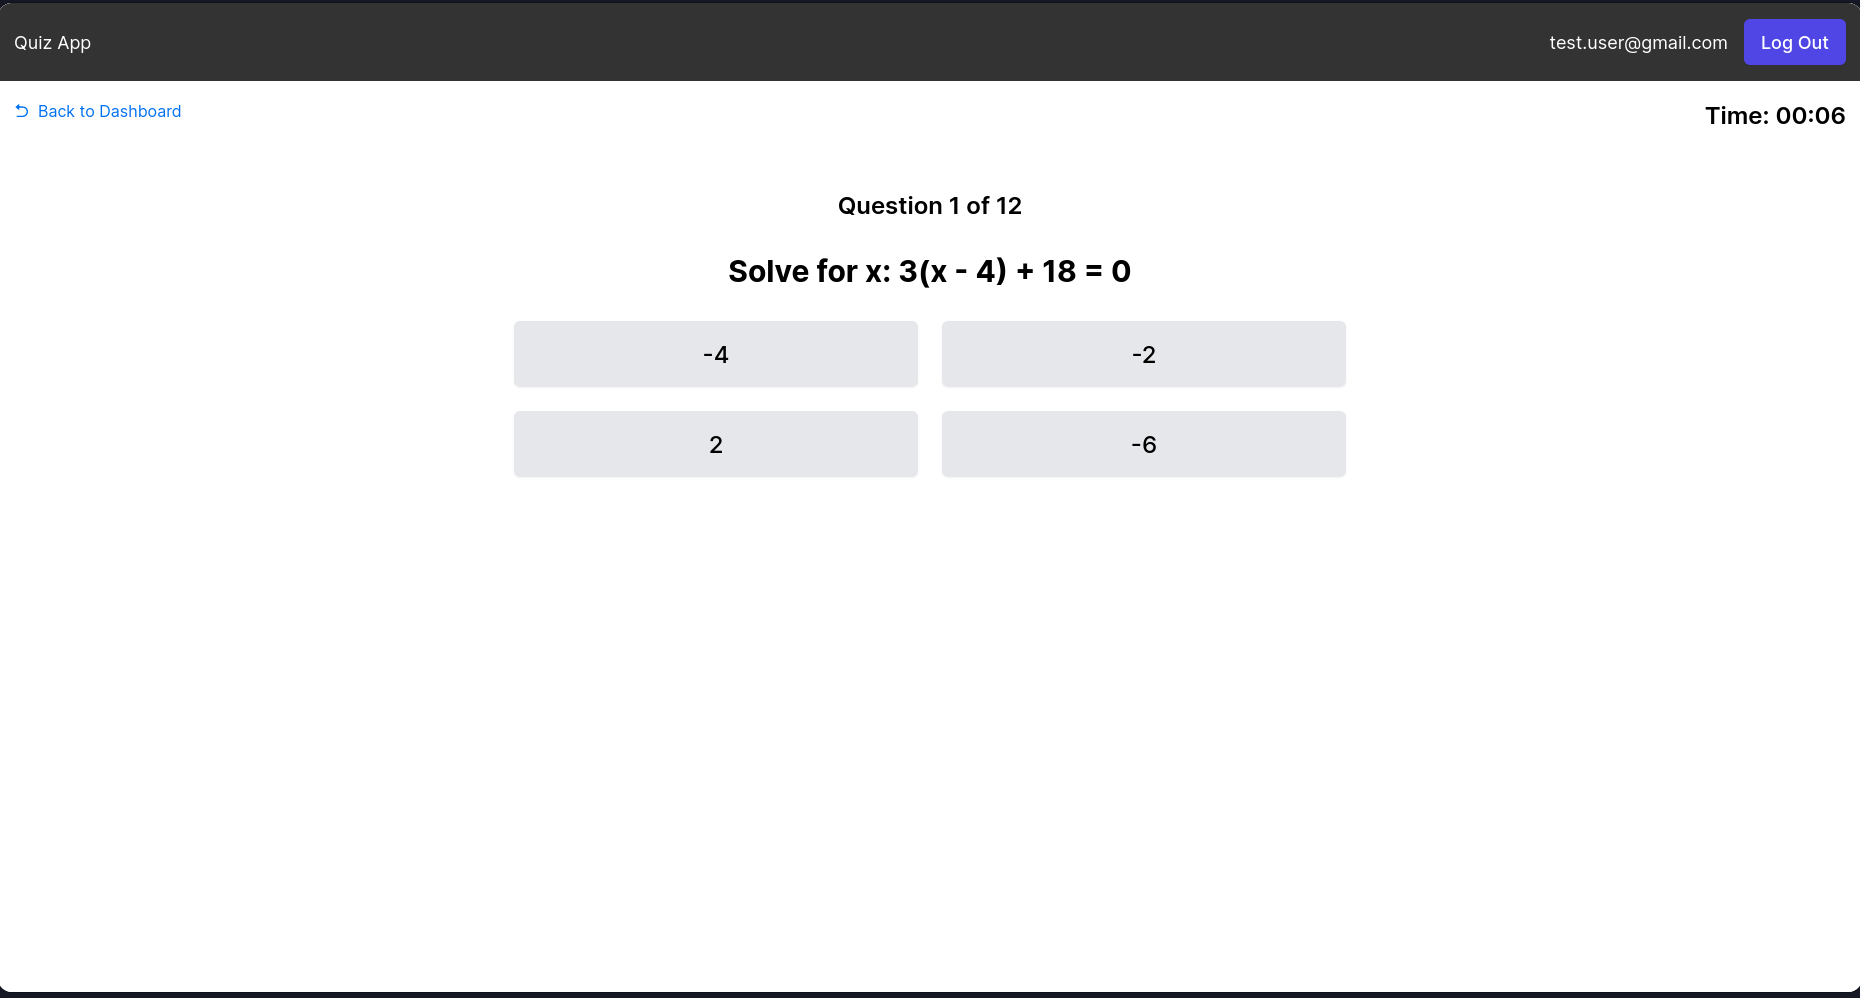 Quiz App
test.user@gmail.com
Log Out
Back to Dashboard
Time: 00:06
Question 1 of 12
Solve for x: 3(x - 4) + 18 = 0
-4
-2
2
-6